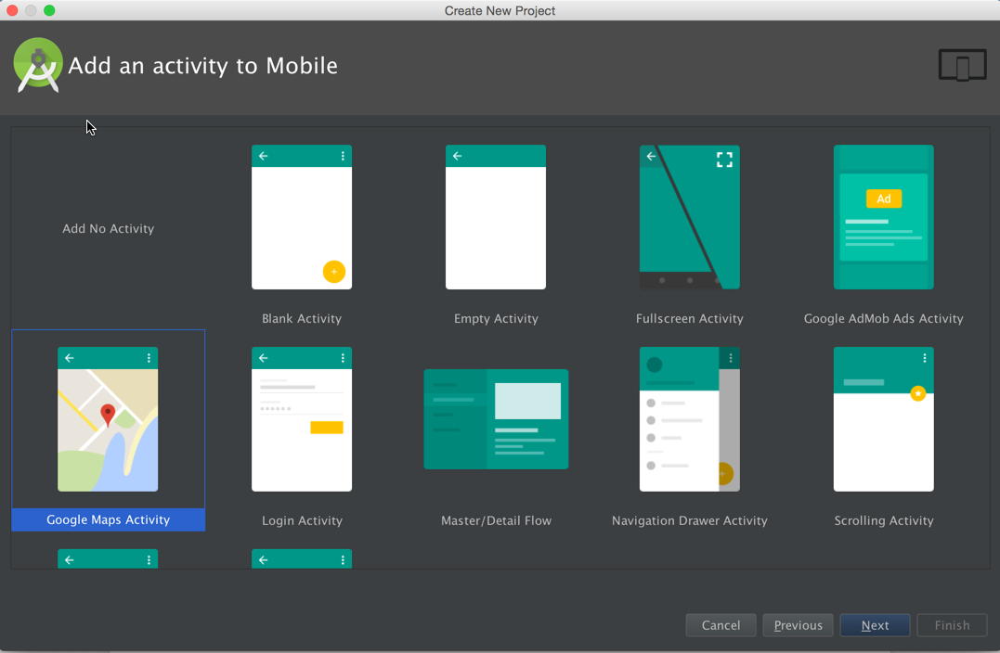 Create New Project
Add an activity to Mobile
Add No Activity
Ad
Blank Activity
Empty Activity
Fullscreen Activity
Google AdMob Ads Activity
Google Maps Activity
Login Activity
Master/Detail Flow
Navigation Drawer Activity
Scrolling Activity
Cancel
Previous
Next
Finish